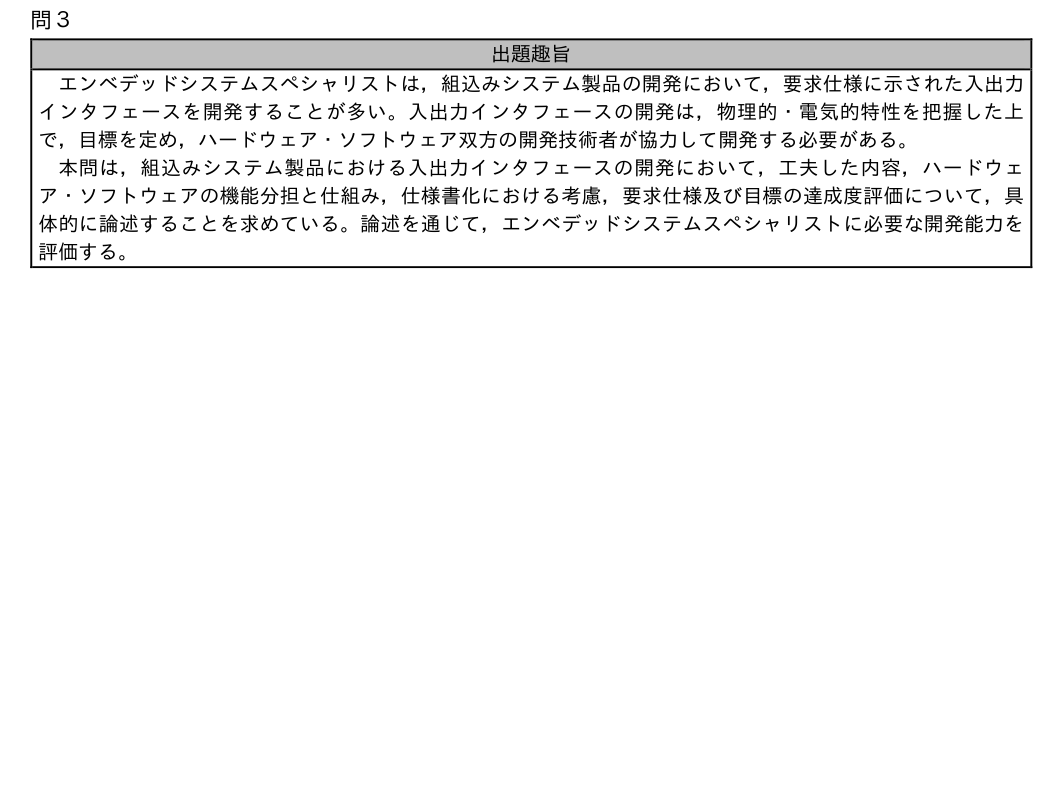 問３
出題趣旨
　エンベデッドシステムスペシャリストは，組込みシステム製品の開発において，要求仕様に示された入出力
インタフェースを開発することが多い。入出力インタフェースの開発は，物理的・電気的特性を把握した上
で，目標を定め，ハードウェア・ソフトウェア双方の開発技術者が協力して開発する必要がある。
　本問は，組込みシステム製品における入出力インタフェースの開発において，工夫した内容，ハードウェ
ア・ソフトウェアの機能分担と仕組み，仕様書化における考慮，要求仕様及び目標の達成度評価について，具
体的に論述することを求めている。論述を通じて，エンベデッドシステムスペシャリストに必要な開発能力を
評価する。